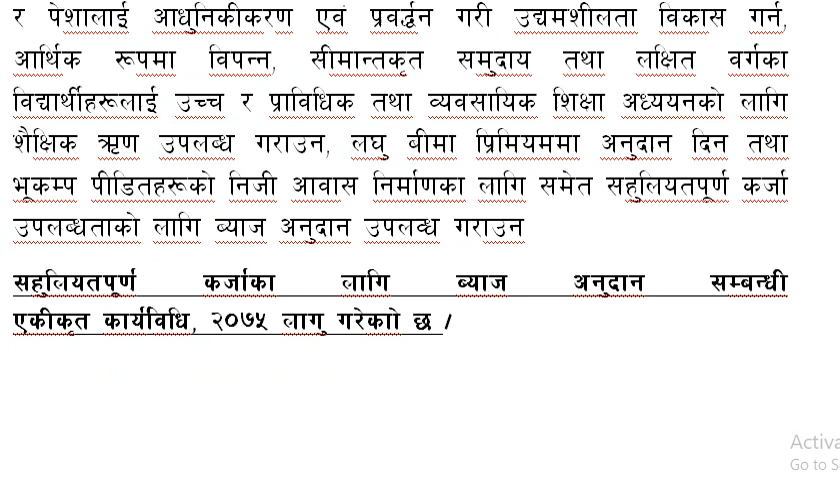 र पेशालाई आधुनिकीकरण एवं प्रवर्द्धन गरी उद्यमशीलता विकास गर्न,
आर्थिक रूपमा विपन्न, सीमान्तकृत समुदाय तथा लक्षित वर्गका
विद्यार्थीहरूलाई उच्च र प्राविधिक तथा व्यवसायिक शिक्षा अध्ययनको लागि
शैक्षिक ऋण उपलब्ध गराउन, लघु बीमा प्रिमियममा अनुदान दिन तथा
भूकम्प पीडितहरूको निजी आवास निर्माणका लागि समेत सहुलियतपूर्ण कर्जा
उपलब्धताको लागि ब्याज अनुदान उपलब्ध गराउन
सहुलियतपूर्ण कर्जाका लागि ब्याज अनुदान सम्बन्धी
एकीकृत कार्यविधि, २०७५ लागु गरेकाो छ ।
Activa
Go to S